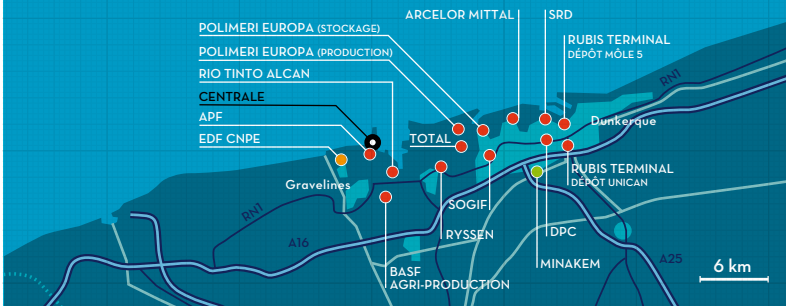 ARCELOR MITTAL
SRD
POLIMERI EUROPA (STOCKAGE)
RUBIS TERMINAL
DÉPÔT MÔLE 5
POLIMERI EUROPA (PRODUCTION)
RIO TINTO ALCAN
RN1
CENTRALE
APF
Dunkerque
EDF CNPE
TOTAL
RUBIS TERMINAL
DÉPÔT UNICAN
Gravelines
SOGIF
RN1
RYSSEN
DPC
A16
MINAKEM
A25
6 km
BASF
AGRI-PRODUCTION